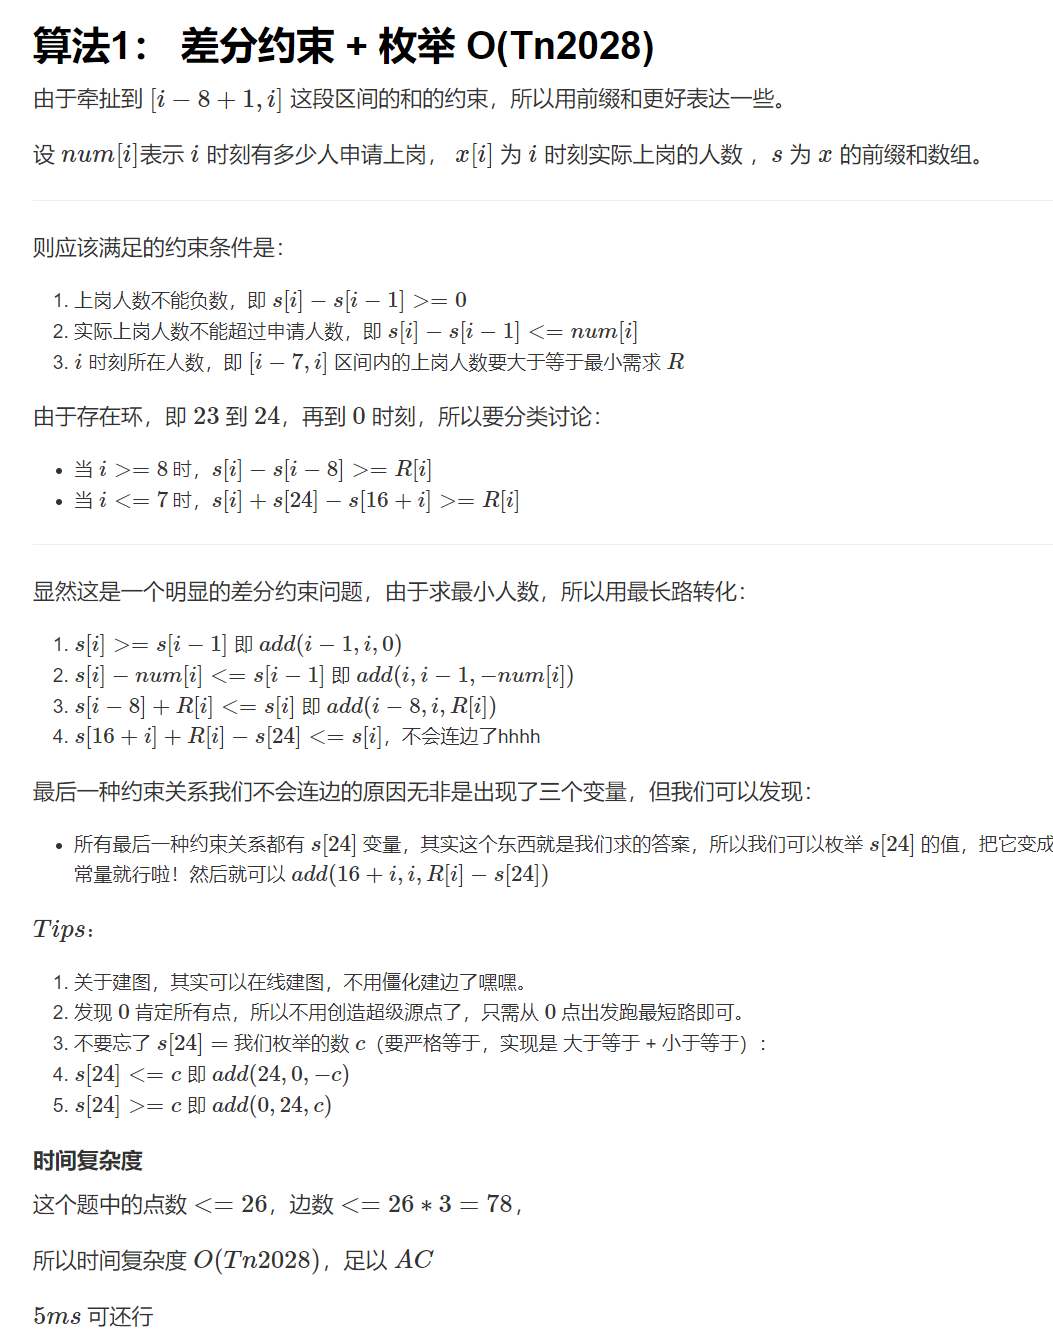 算法1： 差分约束 + 枚举 O(Tn2028)
由于牵扯到 [i − 8 + 1, i] 这段区间的和的约束，所以用前缀和更好表达一些。
设 num[i]表示 i 时刻有多少人申请上岗， x[i] 为 i 时刻实际上岗的人数 ，s 为 x 的前缀和数组。
则应该满足的约束条件是：
1. 上岗人数不能负数，即 s[i] − s[i − 1] >= 0
2. 实际上岗人数不能超过申请人数，即 s[i] − s[i − 1] <= num[i]
3. i 时刻所在人数，即 [i − 7, i] 区间内的上岗人数要大于等于最小需求 R
由于存在环，即 23 到 24，再到 0 时刻，所以要分类讨论：
• 当 i >= 8 时，s[i] − s[i − 8] >= R[i]
• 当 i <= 7 时，s[i] + s[24] − s[16 + i] >= R[i]
显然这是一个明显的差分约束问题，由于求最小人数，所以用最长路转化：
1. s[i] >= s[i − 1] 即 add(i − 1, i, 0)
2. s[i] − num[i] <= s[i − 1] 即 add(i, i − 1, −num[i])
3. s[i − 8] + R[i] <= s[i] 即 add(i − 8, i, R[i])
4. s[16 + i] + R[i] − s[24] <= s[i]，不会连边了hhhh
最后一种约束关系我们不会连边的原因无非是出现了三个变量，但我们可以发现：
• 所有最后一种约束关系都有 s[24] 变量，其实这个东西就是我们求的答案，所以我们可以枚举 s[24] 的值，把它变成
常量就行啦！然后就可以 add(16 + i, i, R[i] − s[24])
Tips：
1. 关于建图，其实可以在线建图，不用僵化建边了嘿嘿。
2. 发现 0 肯定所有点，所以不用创造超级源点了，只需从 0 点出发跑最短路即可。
3. 不要忘了 s[24] = 我们枚举的数 c（要严格等于，实现是 大于等于 + 小于等于）：
4. s[24] <= c 即 add(24, 0, −c)
5. s[24] >= c 即 add(0, 24, c)
时间复杂度
这个题中的点数 <= 26，边数 <= 26 ∗ 3 = 78，
所以时间复杂度 O(Tn2028)，足以 AC
5ms 可还行